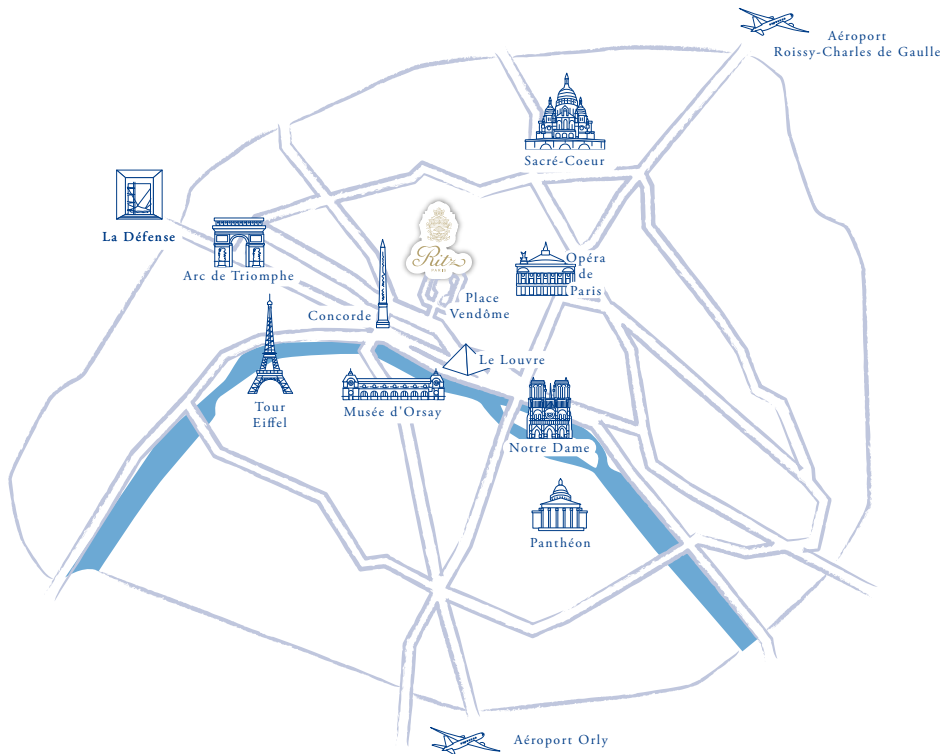 Aéroport
Roissy-Charles de Gaulle
Sacré-Coeur
La Défense
Arc de Triomphe
Ritz
PARIS
Opéra
de
Paris
Place
Vendôme
Concorde
Le Louvre
Tour
Eiffel
Musée d'Orsay
Notre Dame
Panthéon
Aéroport Orly